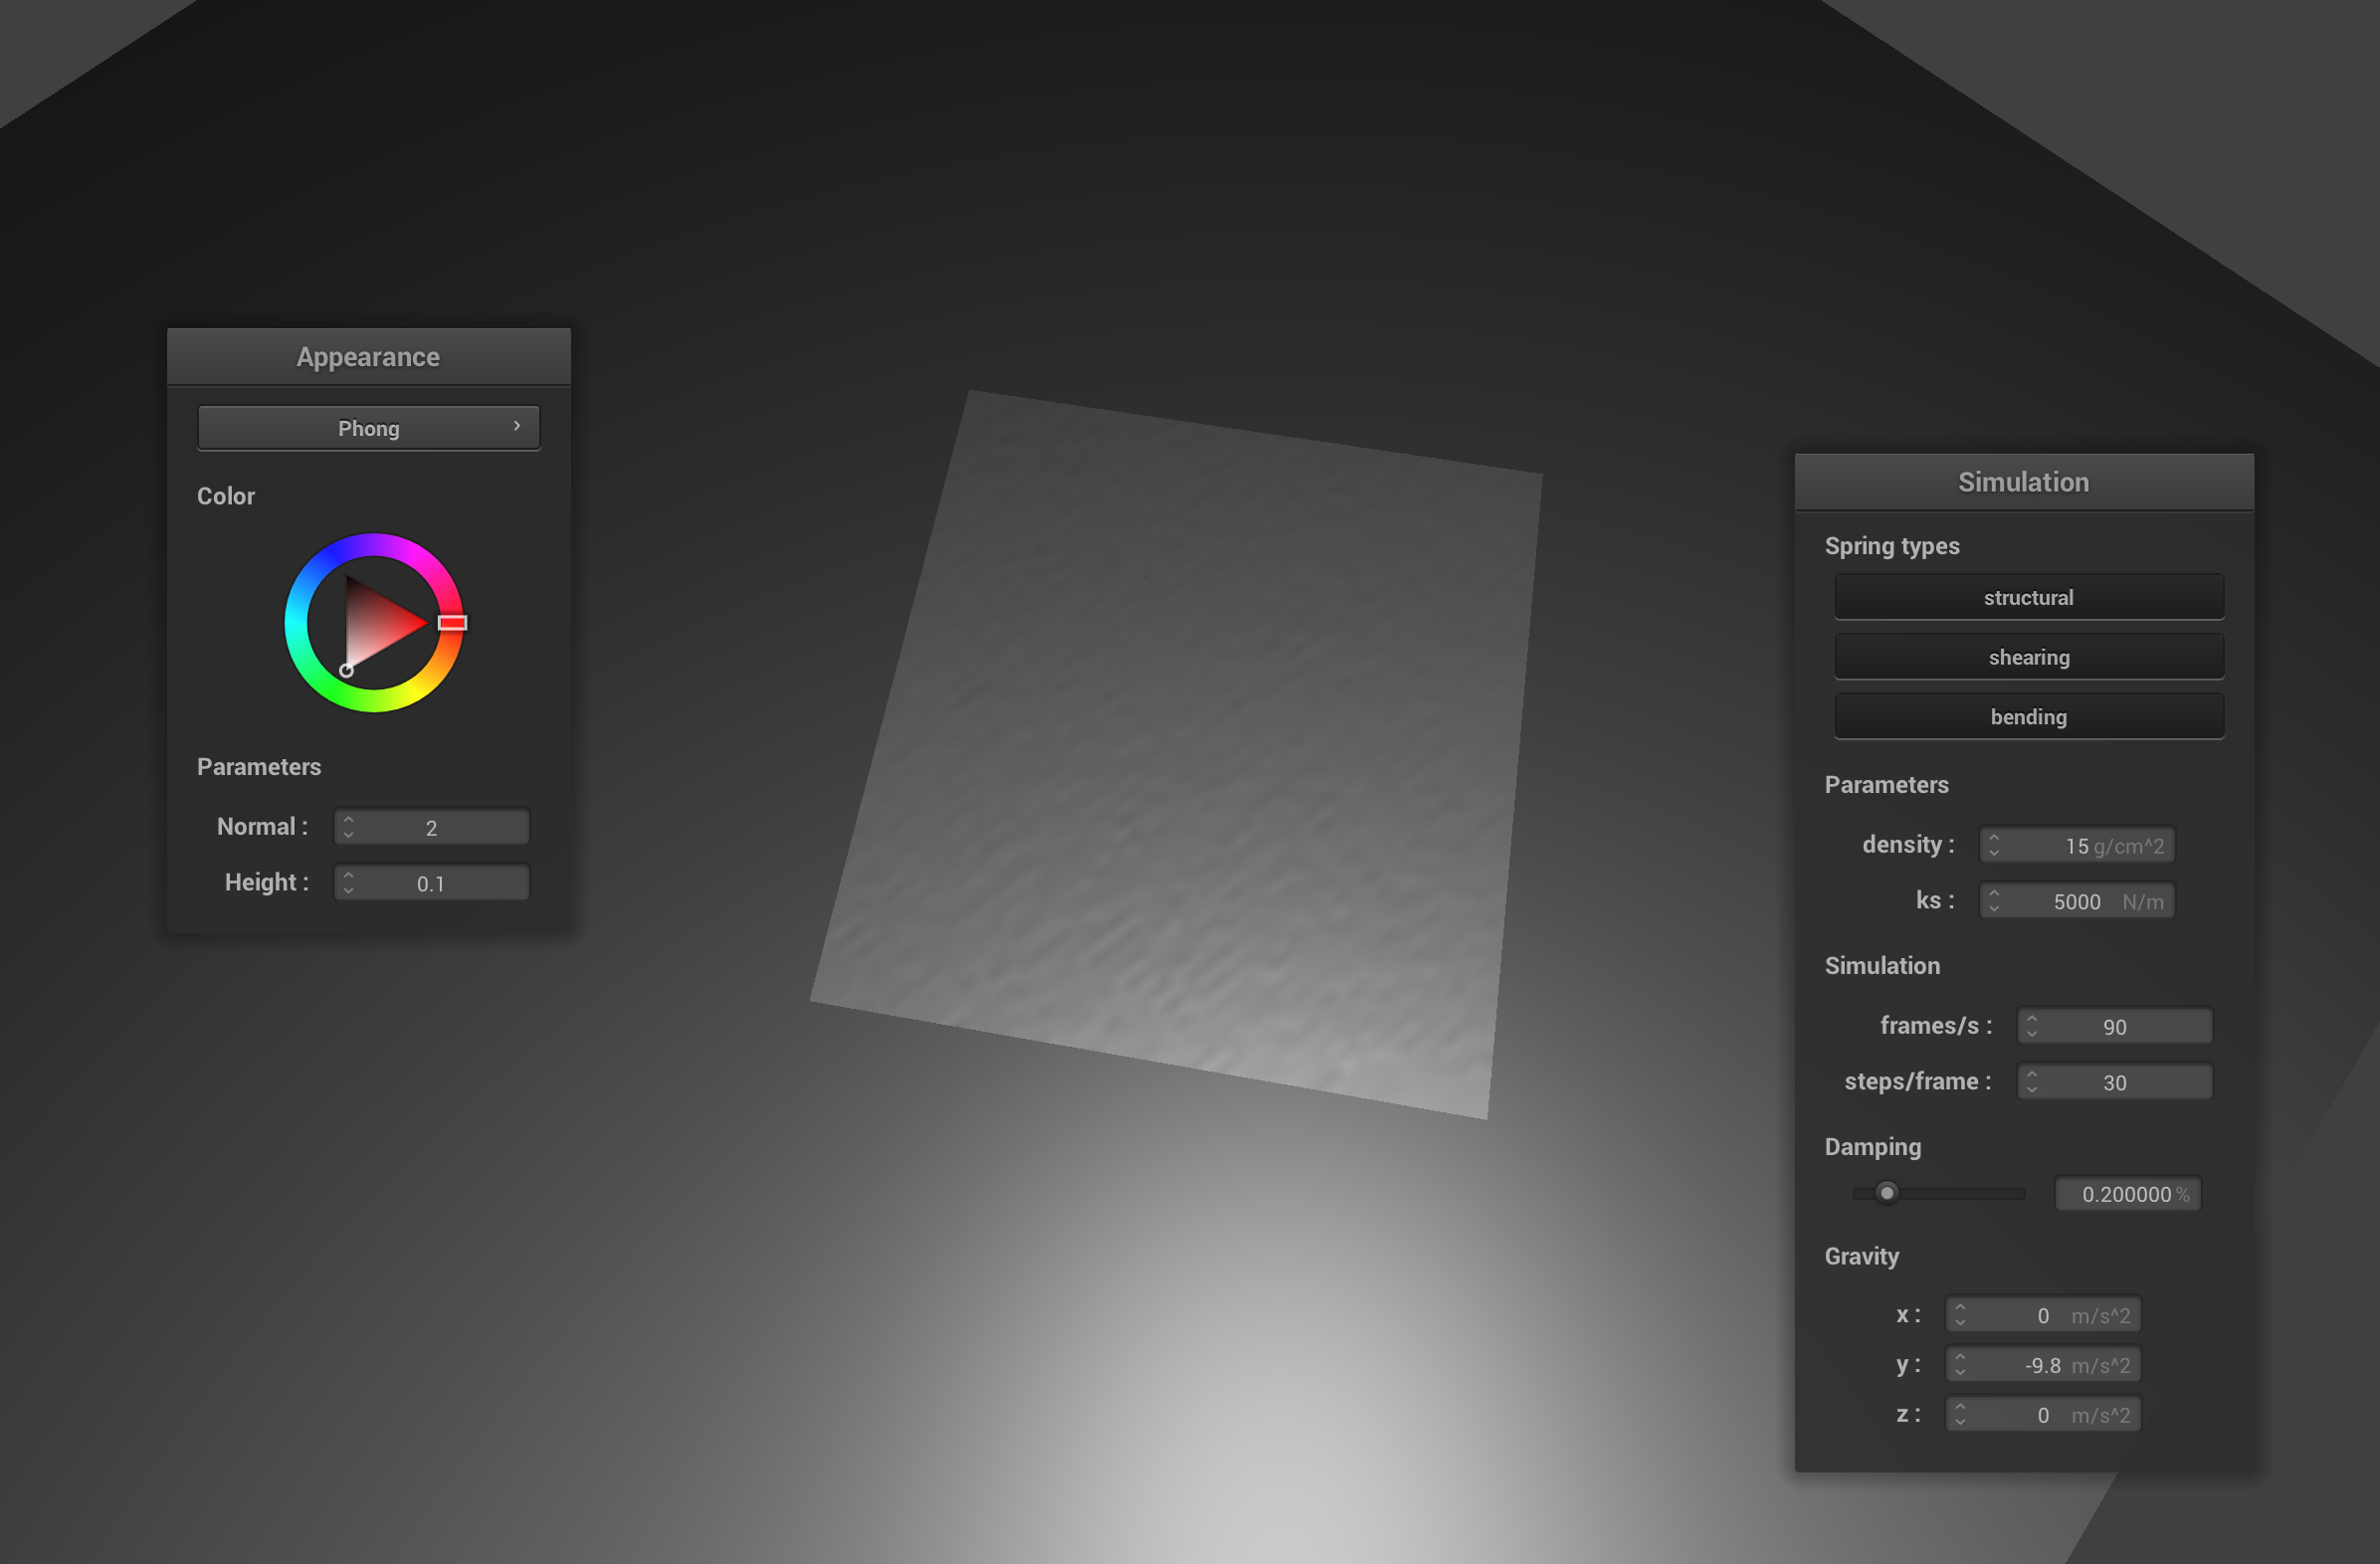 Appearance
Phong
Color
Parameters
Normal : 2
Height : 0.1
Simulation
Spring types
structural
shearing
bending
Parameters
density : 15 g/cm^2
ks : 5000 N/m
Simulation
frames/s : 90
steps/frame : 30
Damping
0.200000 %
Gravity
x : 0 m/s^2
y : -9.8 m/s^2
z : 0 m/s^2